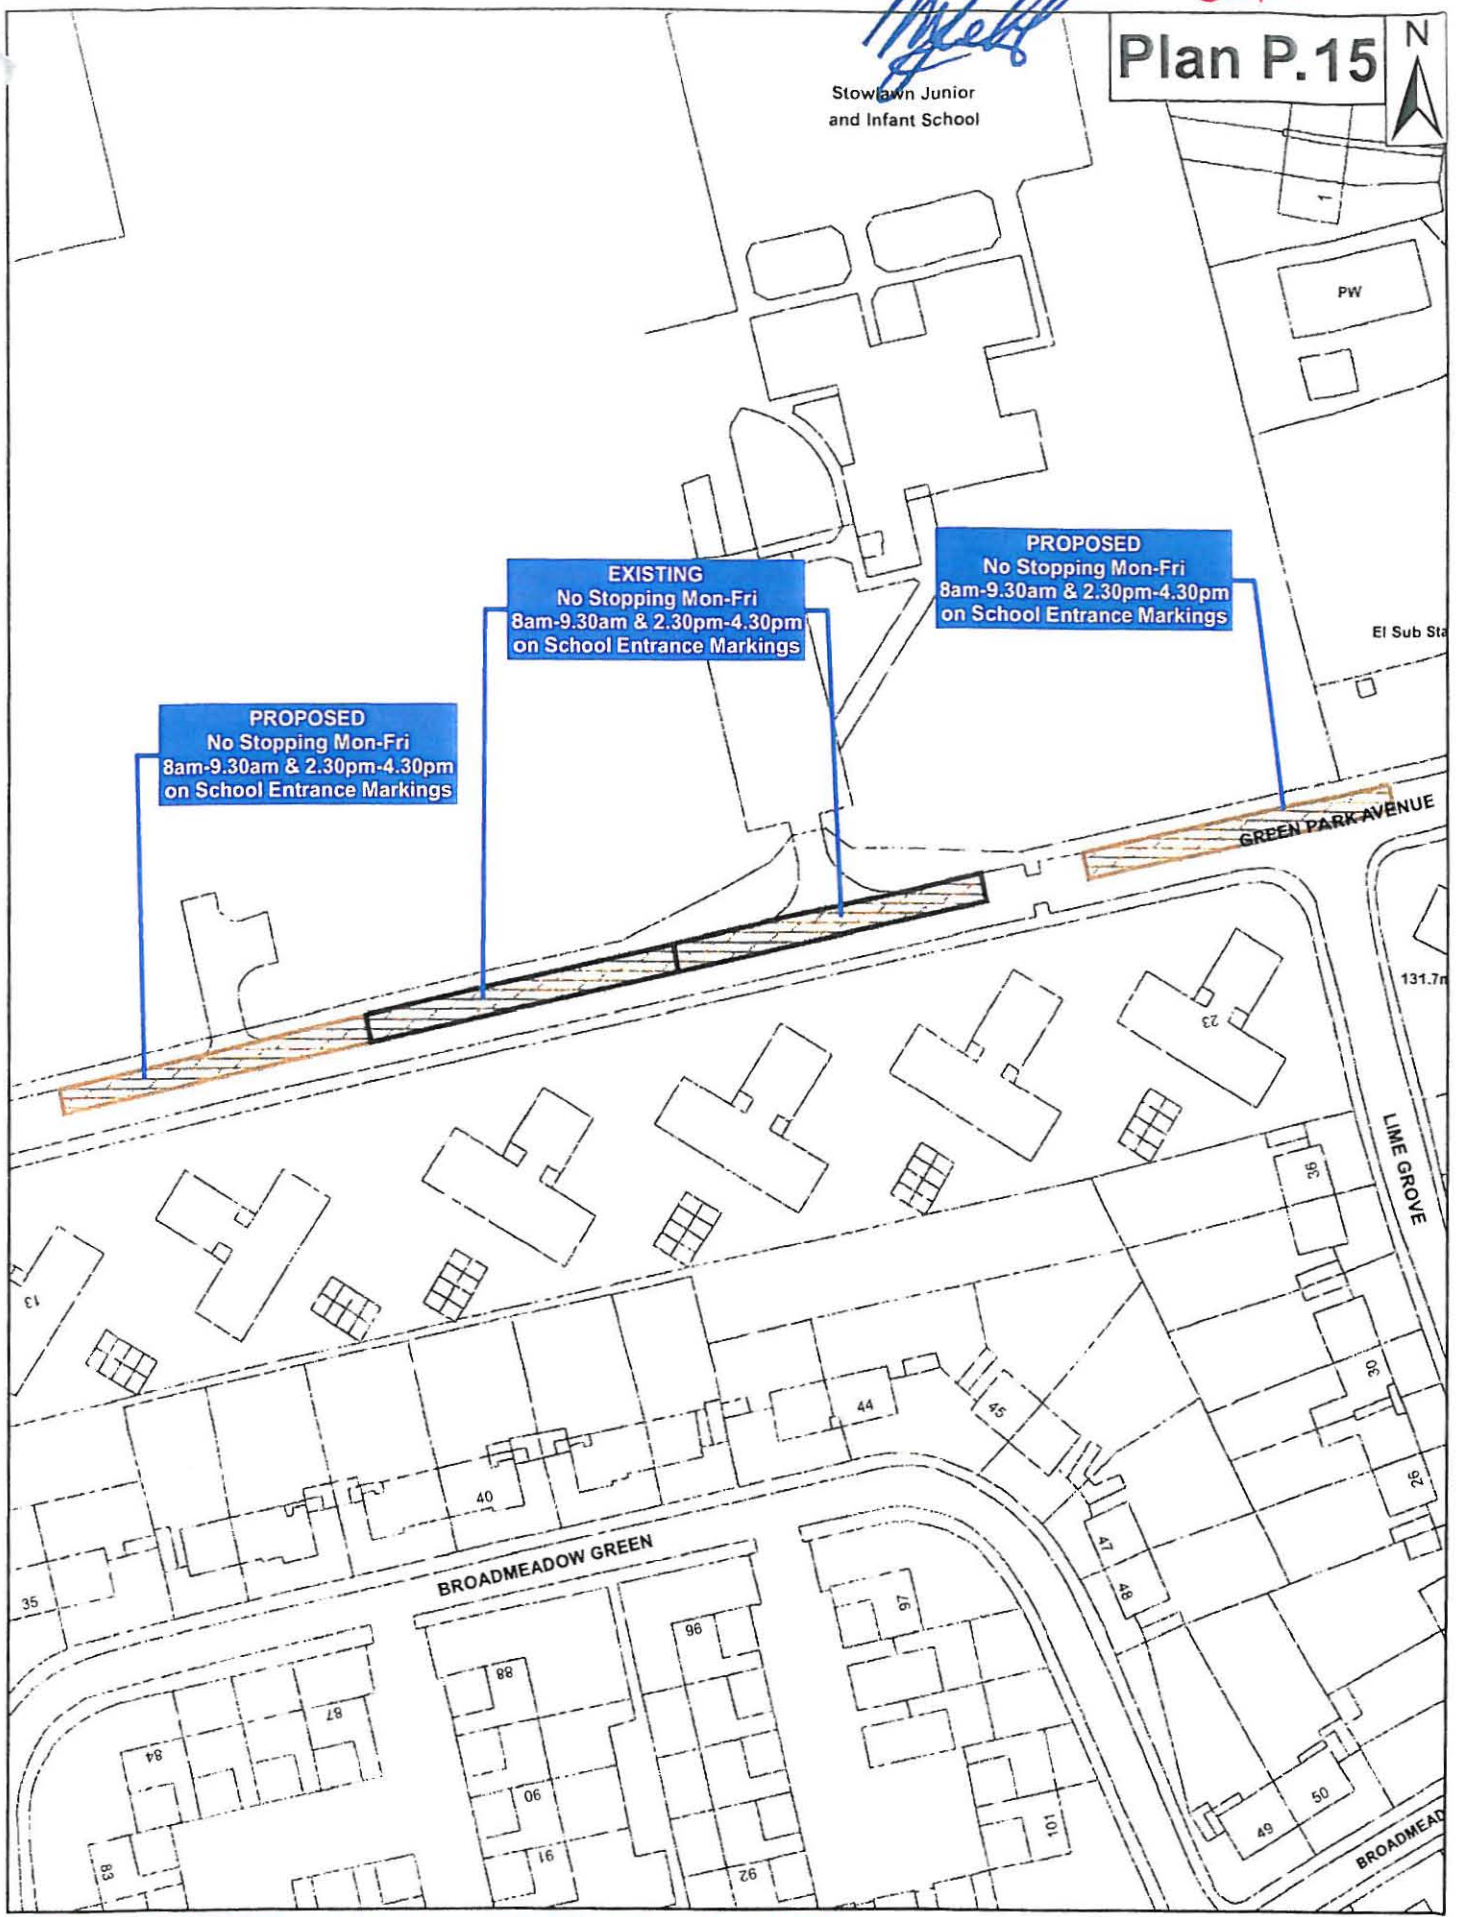 Plan P.15
N
Stowlawn Junior
and Infant School
1
PW
PROPOSED
No Stopping Mon-Fri
8am-9.30am & 2.30pm-4.30pm
on School Entrance Markings
EXISTING
No Stopping Mon-Fri
8am-9.30am & 2.30pm-4.30pm
on School Entrance Markings
El Sub Sta
PROPOSED
No Stopping Mon-Fri
8am-9.30am & 2.30pm-4.30pm
on School Entrance Markings
GREEN PARK AVENUE
131.7m
23
LIME GROVE
36
13
30
44
45
26
40
47
BROADMEADOW GREEN
48
35
97
96
88
87
84
90
50
49
101
BROADMEAD
91
92
83